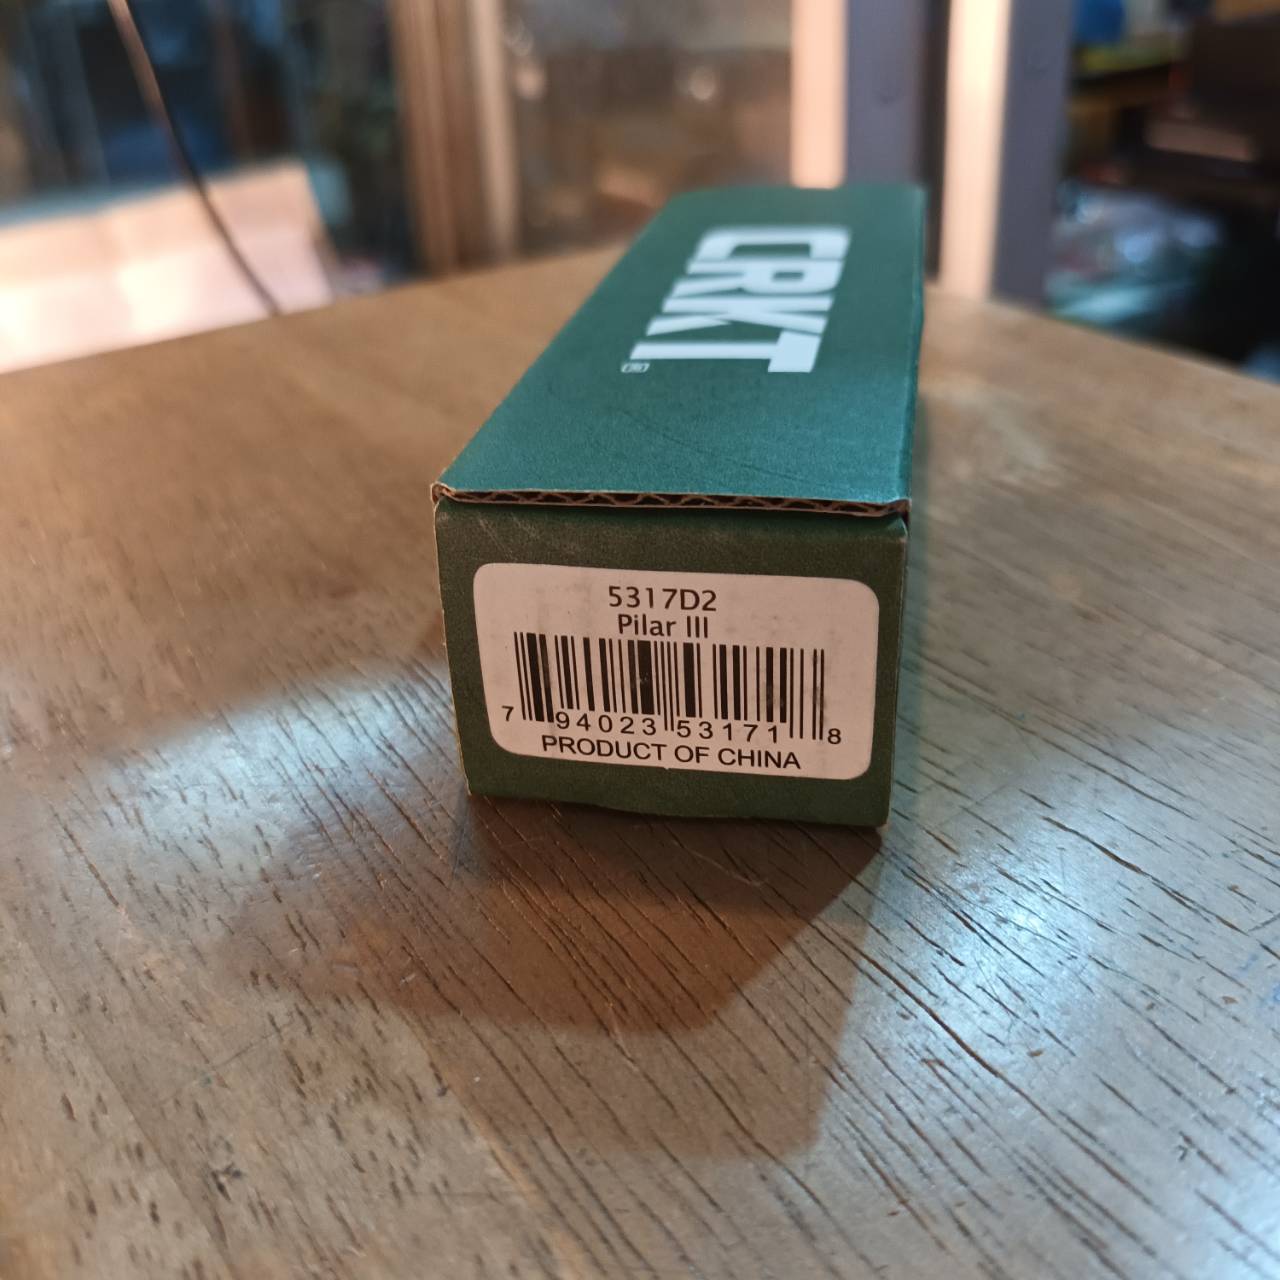 CRKT®
5317D2
Pilar III
7 94023 53171 8
PRODUCT OF CHINA